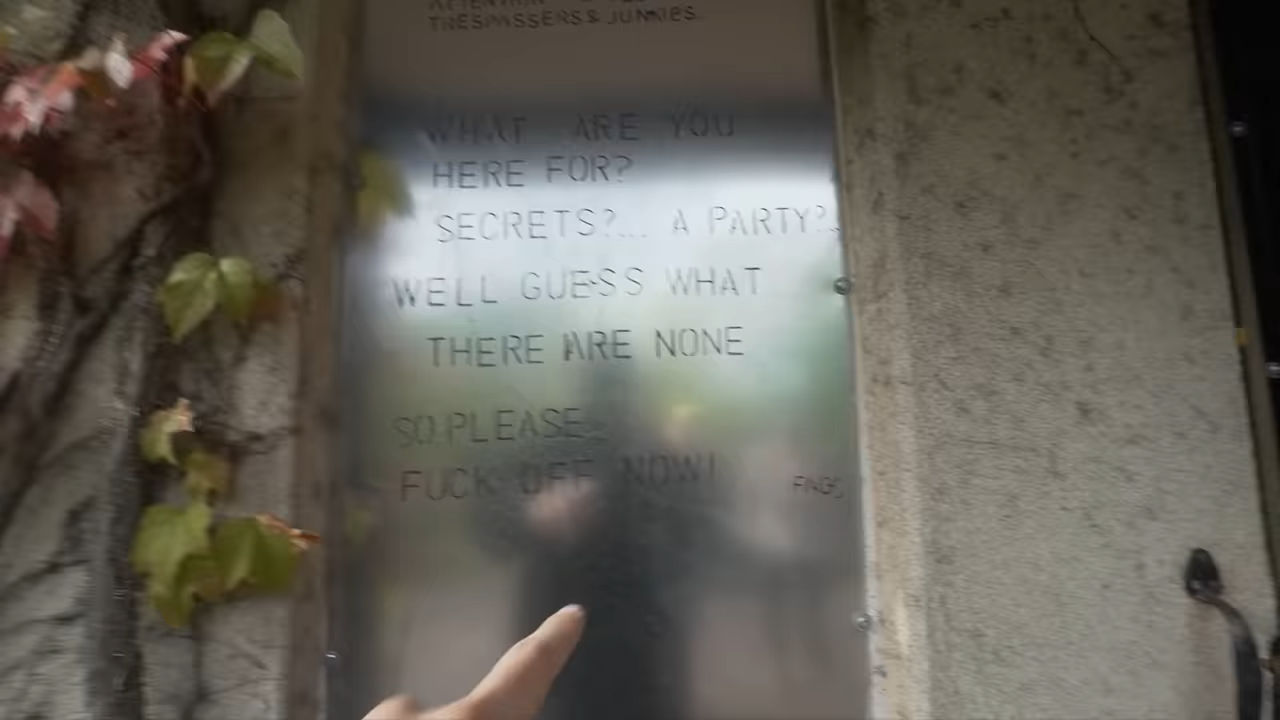 TRESPASSERS & JUNKIES
WHAT ARE YOU
HERE FOR?
SECRETS?... A PARTY?..
WELL GUESS WHAT
THERE ARE NONE
SO PLEASE...
FUCK OFF NOW!